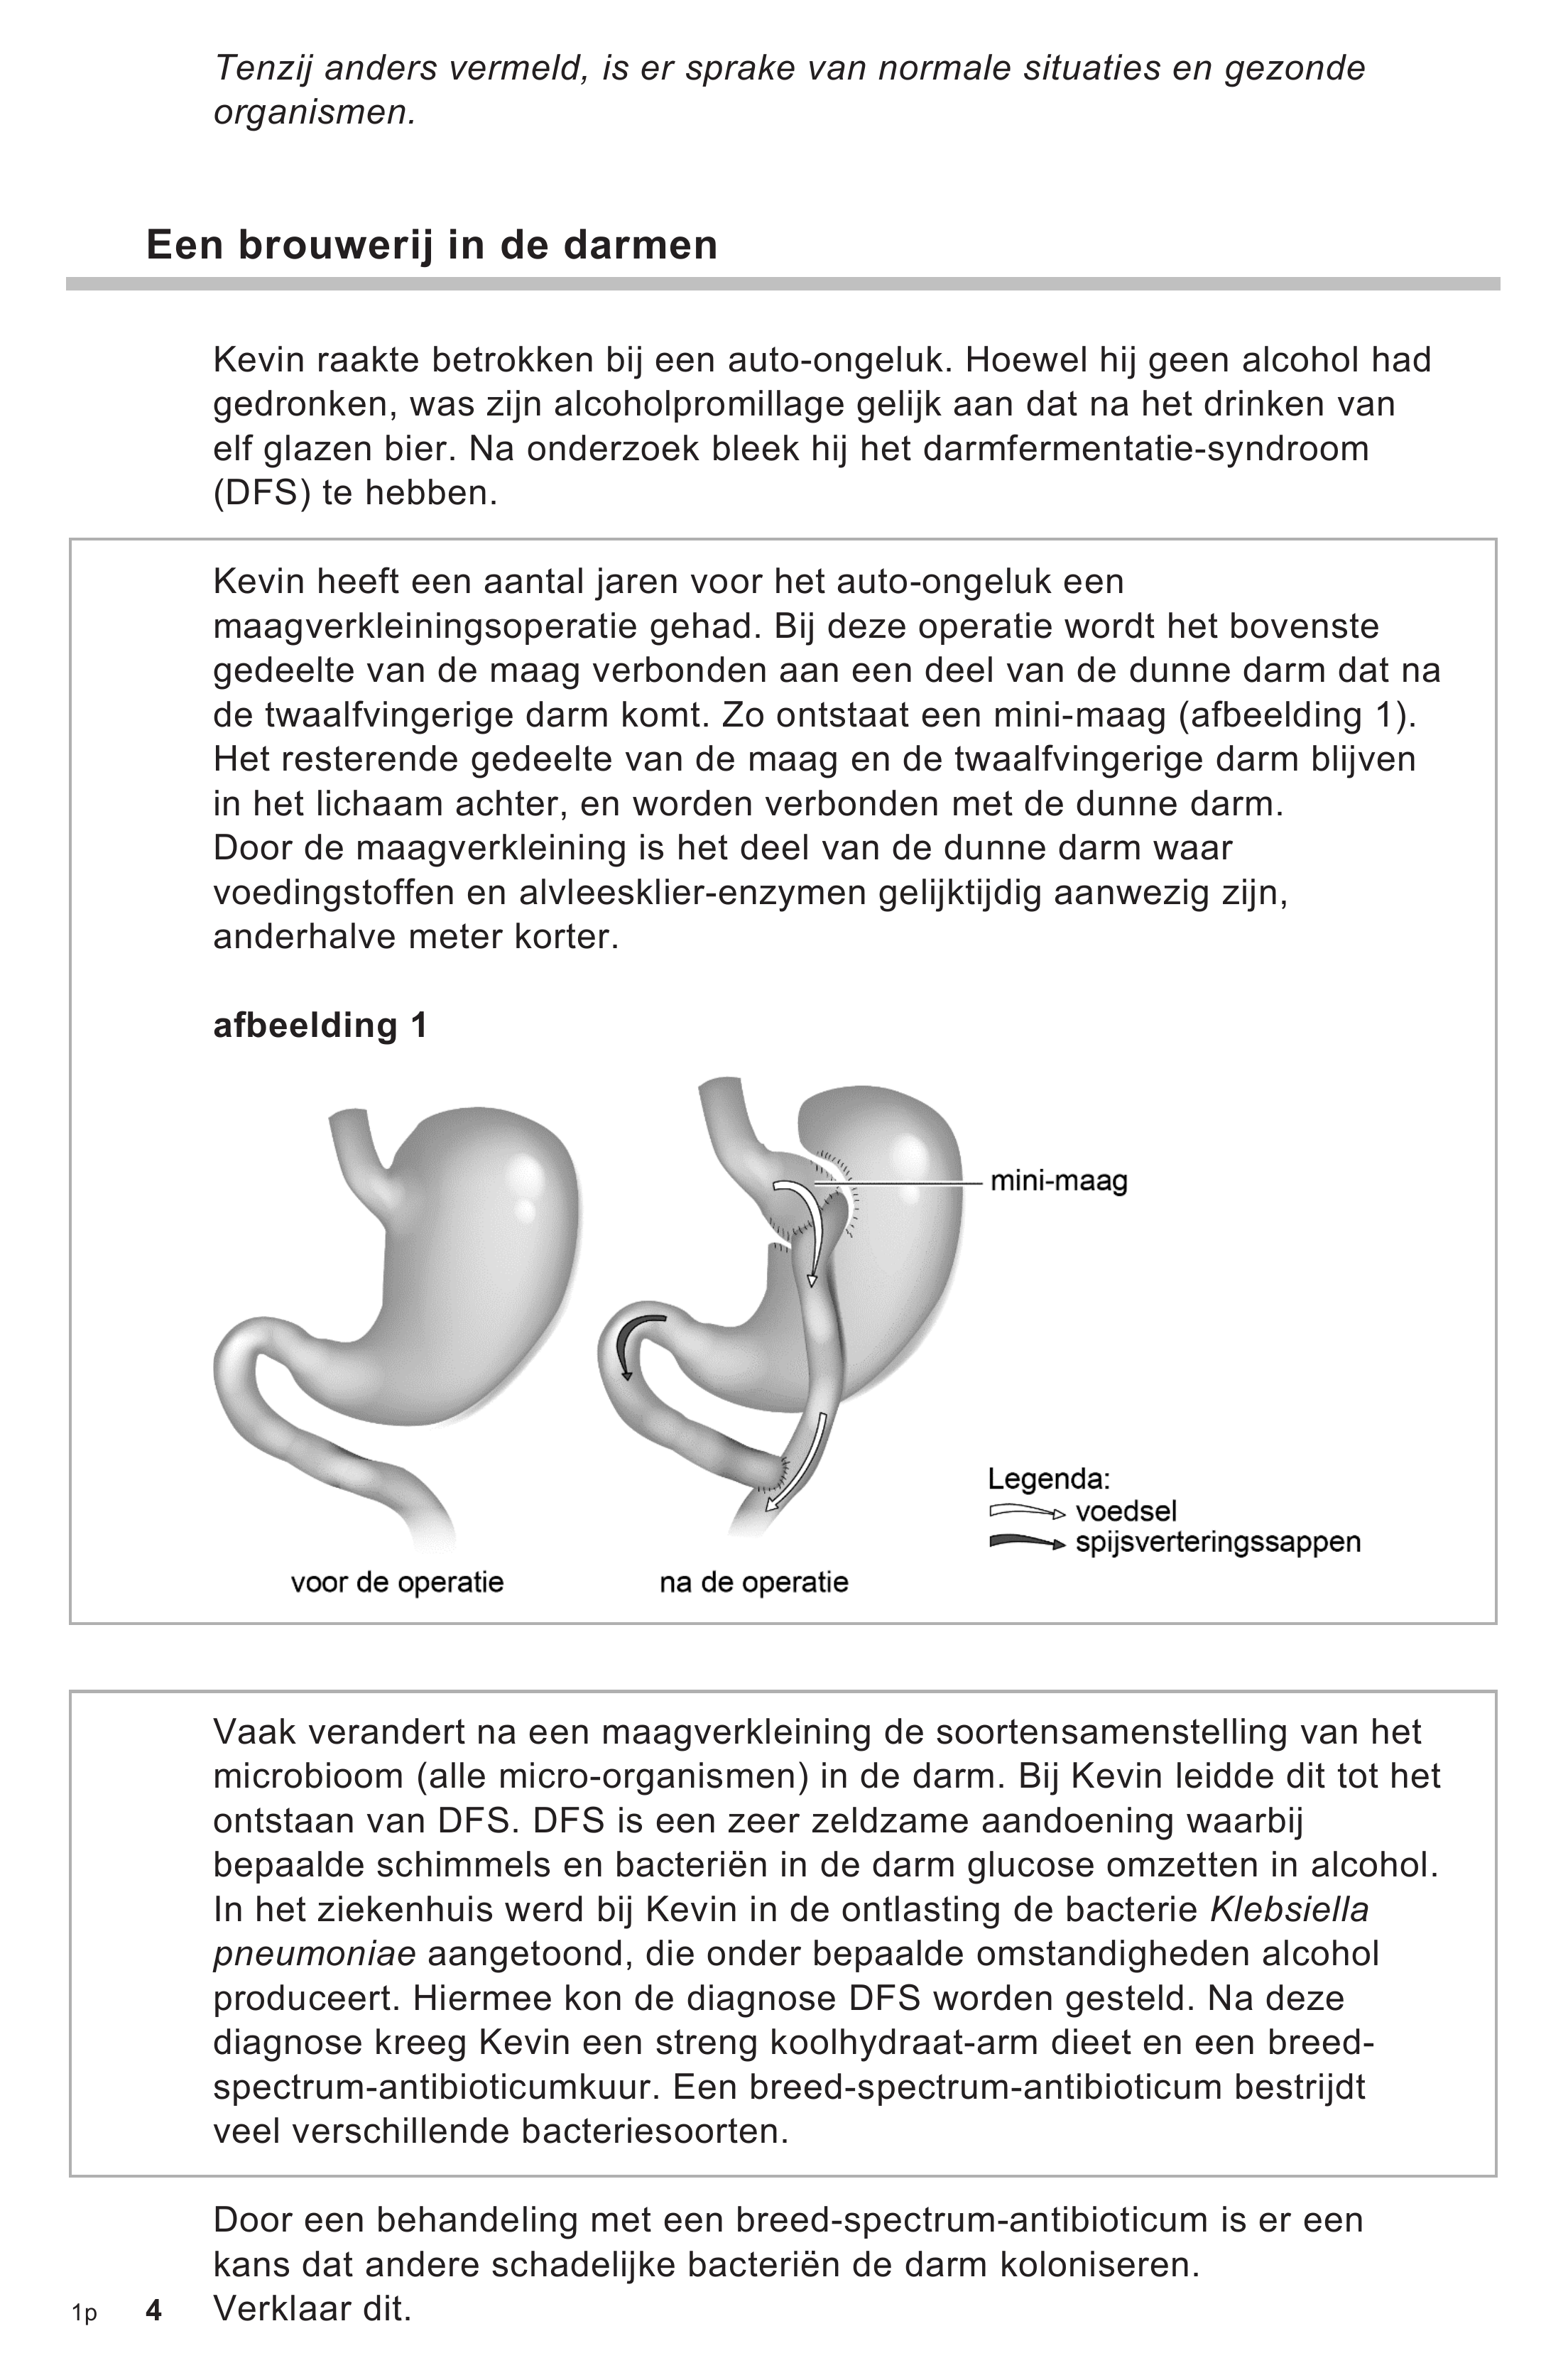 Tenzij anders vermeld, is er sprake van normale situaties en gezonde
organismen.
Een brouwerij in de darmen
Kevin raakte betrokken bij een auto-ongeluk. Hoewel hij geen alcohol had
gedronken, was zijn alcoholpromillage gelijk aan dat na het drinken van
elf glazen bier. Na onderzoek bleek hij het darmfermentatie-syndroom
(DFS) te hebben.
Kevin heeft een aantal jaren voor het auto-ongeluk een
maagverkleiningsoperatie gehad. Bij deze operatie wordt het bovenste
gedeelte van de maag verbonden aan een deel van de dunne darm dat na
de twaalfvingerige darm komt. Zo ontstaat een mini-maag (afbeelding 1).
Het resterende gedeelte van de maag en de twaalfvingerige darm blijven
in het lichaam achter, en worden verbonden met de dunne darm.
Door de maagverkleining is het deel van de dunne darm waar
voedingstoffen en alvleesklier-enzymen gelijktijdig aanwezig zijn,
anderhalve meter korter.
afbeelding 1
mini-maag
Legenda:
voedsel
spijsverteringssappen
voor de operatie
na de operatie
Vaak verandert na een maagverkleining de soortensamenstelling van het
microbioom (alle micro-organismen) in de darm. Bij Kevin leidde dit tot het
ontstaan van DFS. DFS is een zeer zeldzame aandoening waarbij
bepaalde schimmels en bacteriën in de darm glucose omzetten in alcohol.
In het ziekenhuis werd bij Kevin in de ontlasting de bacterie Klebsiella
pneumoniae aangetoond, die onder bepaalde omstandigheden alcohol
produceert. Hiermee kon de diagnose DFS worden gesteld. Na deze
diagnose kreeg Kevin een streng koolhydraat-arm dieet en een breed-
spectrum-antibioticumkuur. Een breed-spectrum-antibioticum bestrijdt
veel verschillende bacteriesoorten.
Door een behandeling met een breed-spectrum-antibioticum is er een
kans dat andere schadelijke bacteriën de darm koloniseren.
1p 4 Verklaar dit.